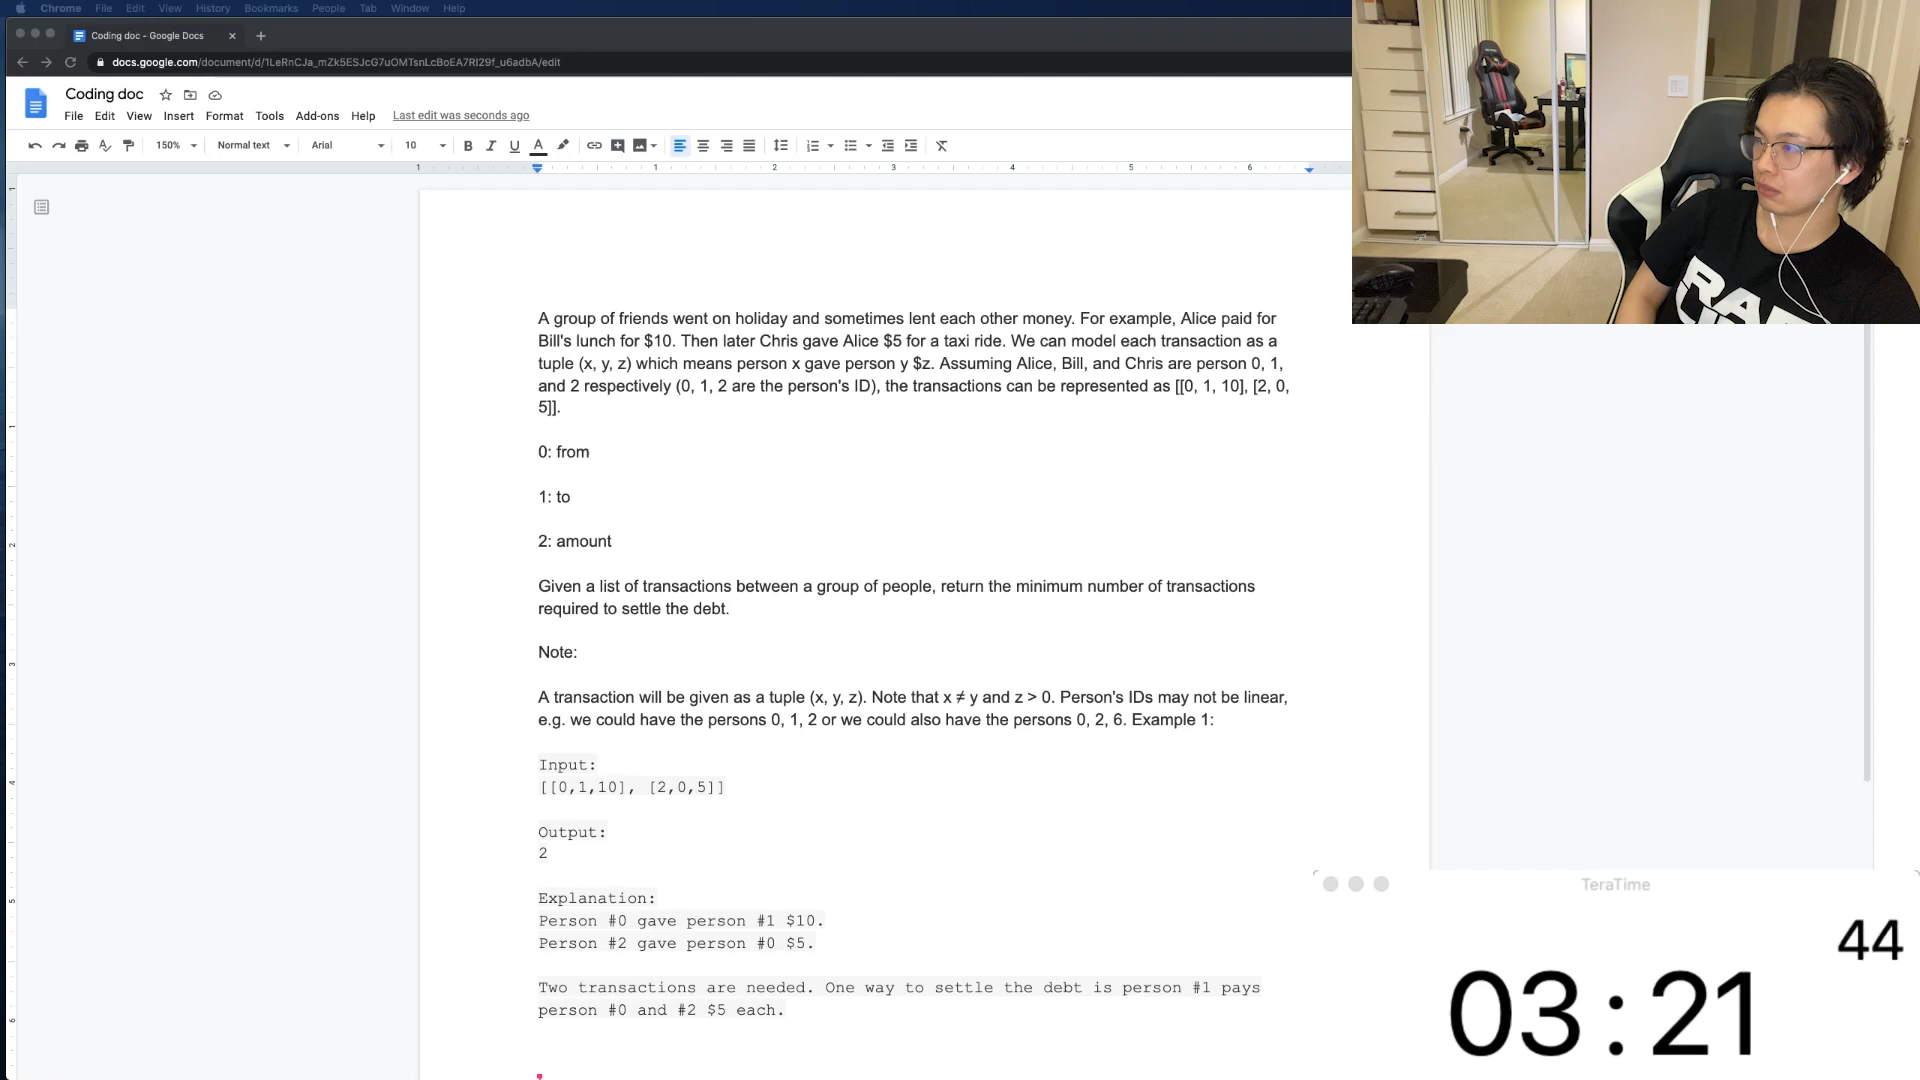 Chrome File Edit View History Bookmarks People Tab Window Help
Coding doc - Google Docs
docs.google.com/document/d/1LeRnCJa_mZk5ESJcG7uOMTsnLcBoEA7RI29f_u6adbA/edit
Coding doc
File Edit View Insert Format Tools Add-ons Help Last edit was seconds ago
150% Normal text Arial 10 B I U A
1 1 2 3 4 5 6
A group of friends went on holiday and sometimes lent each other money. For example, Alice paid for
Bill's lunch for $10. Then later Chris gave Alice $5 for a taxi ride. We can model each transaction as a
tuple (x, y, z) which means person x gave person y $z. Assuming Alice, Bill, and Chris are person 0, 1,
and 2 respectively (0, 1, 2 are the person's ID), the transactions can be represented as [[0, 1, 10], [2, 0,
5]].
0: from
1: to
2: amount
Given a list of transactions between a group of people, return the minimum number of transactions
required to settle the debt.
Note:
A transaction will be given as a tuple (x, y, z). Note that x ≠ y and z > 0. Person's IDs may not be linear,
e.g. we could have the persons 0, 1, 2 or we could also have the persons 0, 2, 6. Example 1:
Input:
[[0,1,10], [2,0,5]]
Output:
2
Explanation:
Person #0 gave person #1 $10.
Person #2 gave person #0 $5.
Two transactions are needed. One way to settle the debt is person #1 pays
person #0 and #2 $5 each.
TeraTime
44
03:21